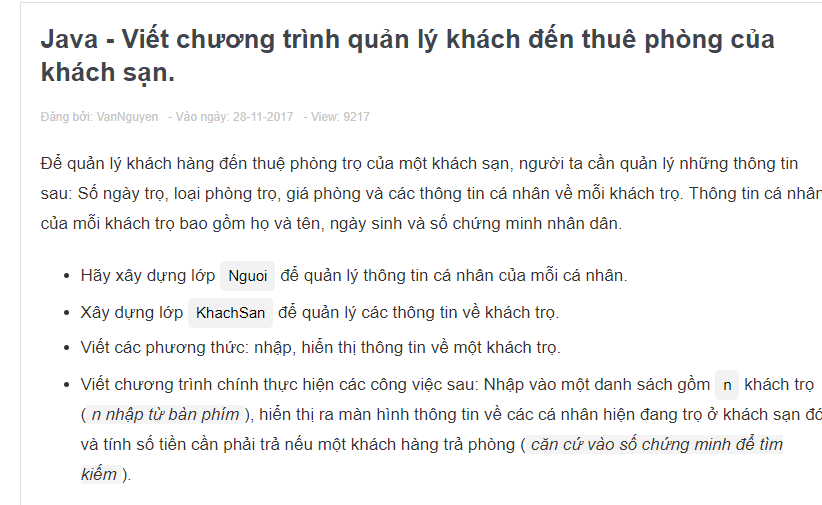 Java - Viết chương trình quản lý khách đến thuê phòng của
khách sạn.
Đăng bởi: VanNguyen - Vào ngày: 28-11-2017 - View: 9217
Để quản lý khách hàng đến thuệ phòng trọ của một khách sạn, người ta cần quản lý những thông tin
sau: Số ngày trọ, loại phòng trọ, giá phòng và các thông tin cá nhân về mỗi khách trọ. Thông tin cá nhân
của mỗi khách trọ bao gồm họ và tên, ngày sinh và số chứng minh nhân dân.
• Hãy xây dựng lớp Nguoi để quản lý thông tin cá nhân của mỗi cá nhân.
• Xây dựng lớp KhachSan để quản lý các thông tin về khách trọ.
• Viết các phương thức: nhập, hiển thị thông tin về một khách trọ.
• Viết chương trình chính thực hiện các công việc sau: Nhập vào một danh sách gồm n khách trọ
( n nhập từ bàn phím ), hiển thị ra màn hình thông tin về các cá nhân hiện đang trọ ở khách sạn đó
và tính số tiền cần phải trả nếu một khách hàng trả phòng ( căn cứ vào số chứng minh để tìm
kiếm ).